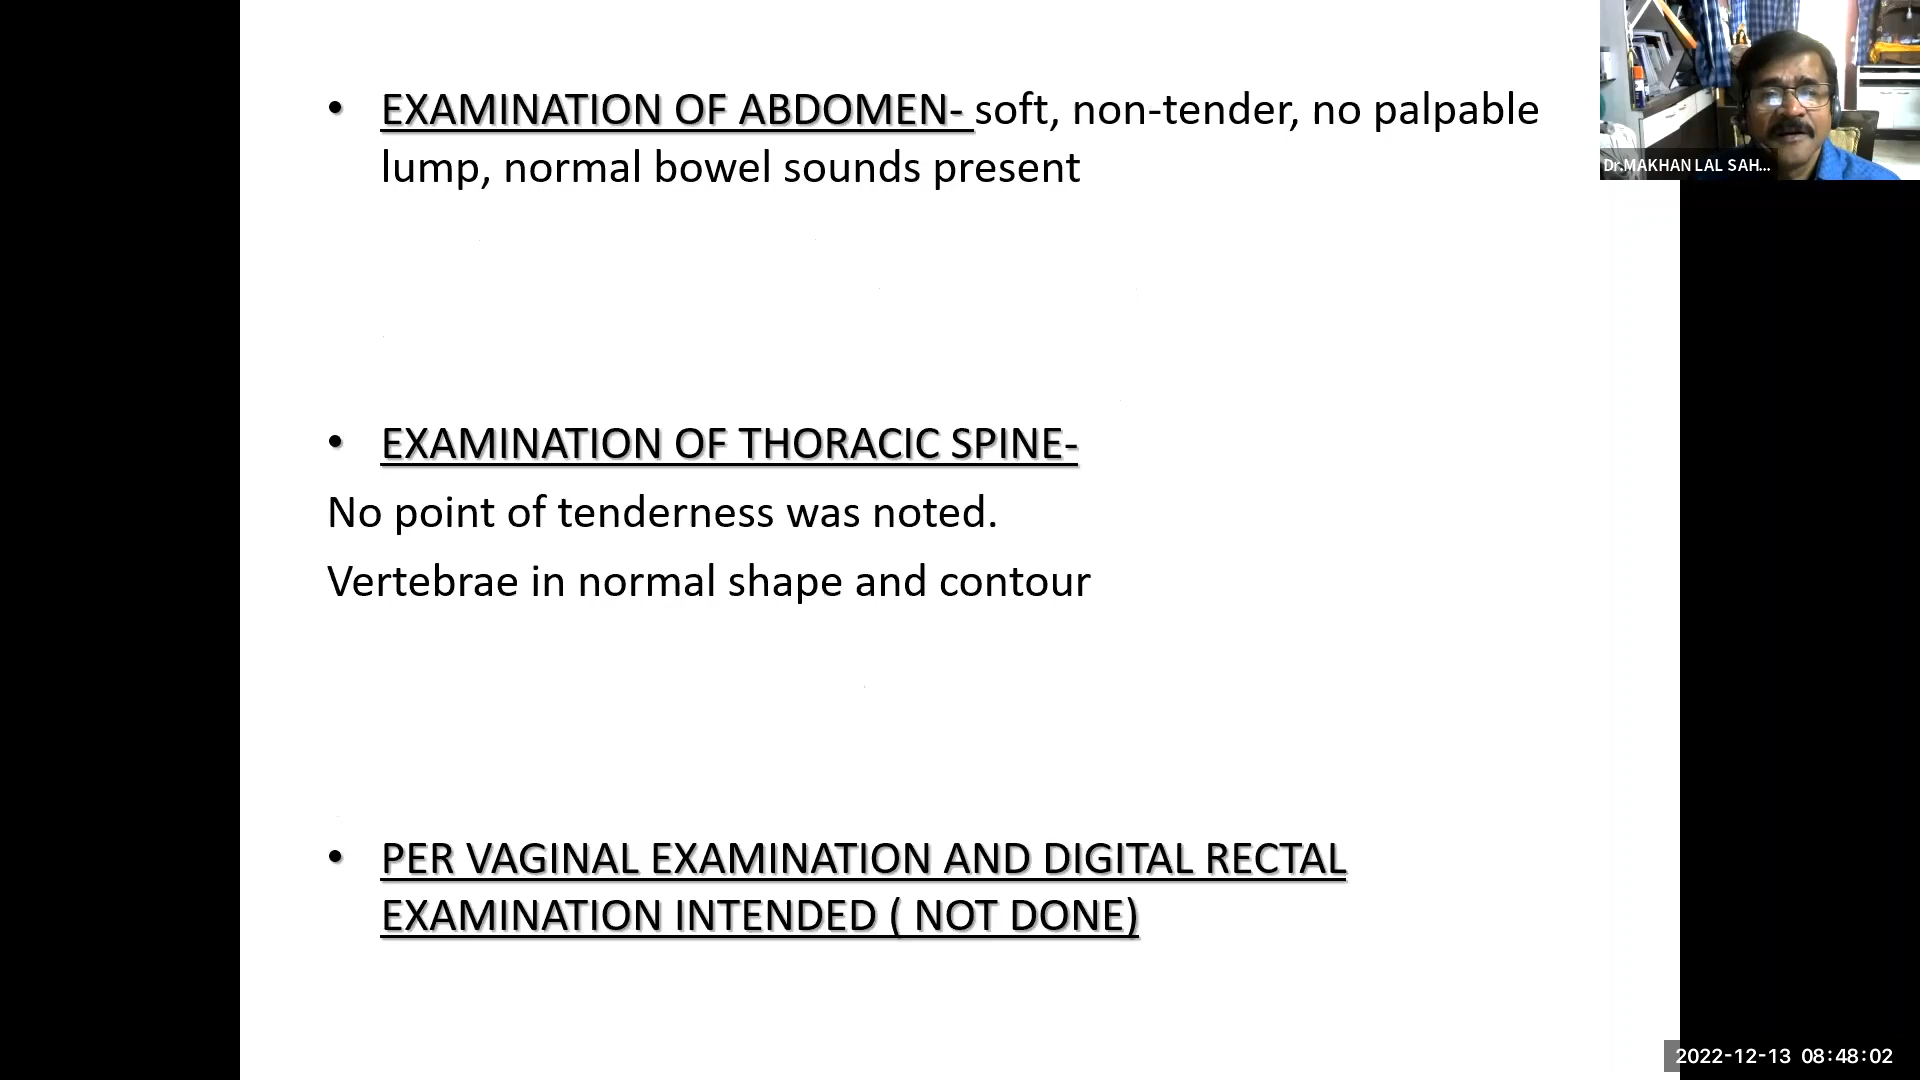 • EXAMINATION OF ABDOMEN- soft, non-tender, no palpable
lump, normal bowel sounds present
• EXAMINATION OF THORACIC SPINE-
No point of tenderness was noted.
Vertebrae in normal shape and contour
• PER VAGINAL EXAMINATION AND DIGITAL RECTAL
EXAMINATION INTENDED ( NOT DONE)
Dr.MAKHAN LAL SAH...
2022-12-13 08:48:02